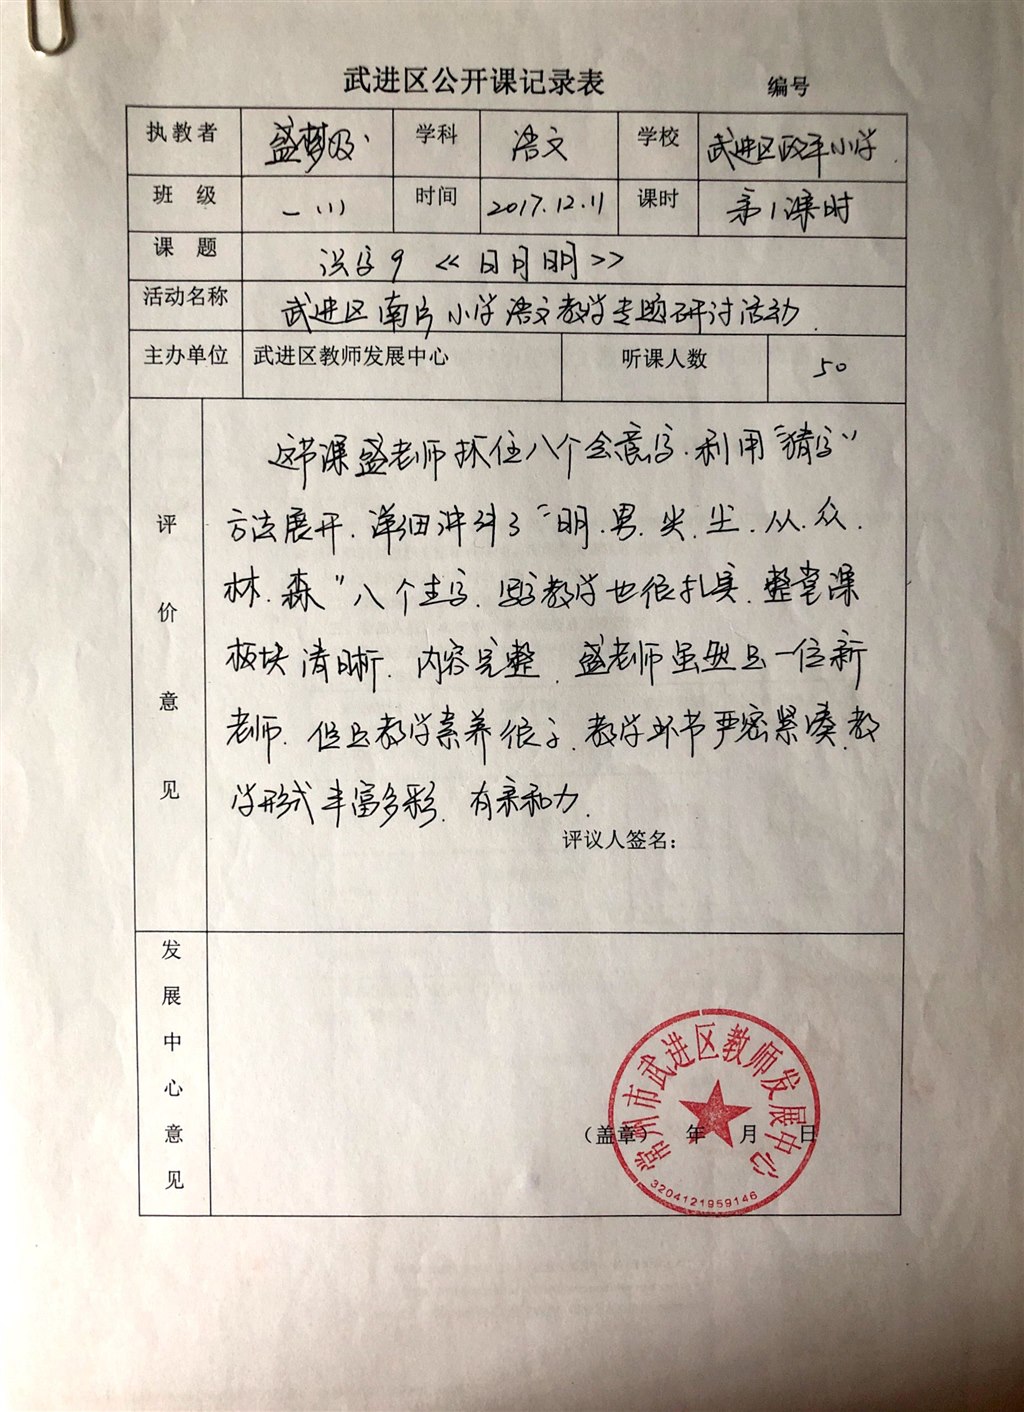 武进区公开课记录表 编号
执教者 盛梦 学科 语文 学校 武进区政平小学
班级 一(1) 时间 2017.12.11 课时 第1课时
课题 识字9 《日月明》
活动名称 武进区南片小学语文教学专题研讨活动.
主办单位 武进区教师发展中心 听课人数 50
评价意见
这节课盛老师抓住八个会意字.利用“猜字”
方法展开.详细讲解了“明.男.尖.尘.从.众.
林.森”八个生字.写字教学也很扎实.整堂课
板块清晰.内容完整.盛老师虽然是一位新
老师.但是教学素养很好.教学环节严密紧凑.教
学形式丰富多彩.有亲和力.
评议人签名：
发展中心意见
（盖章） 年 月 日
常州市武进区教师发展中心
3204121959146